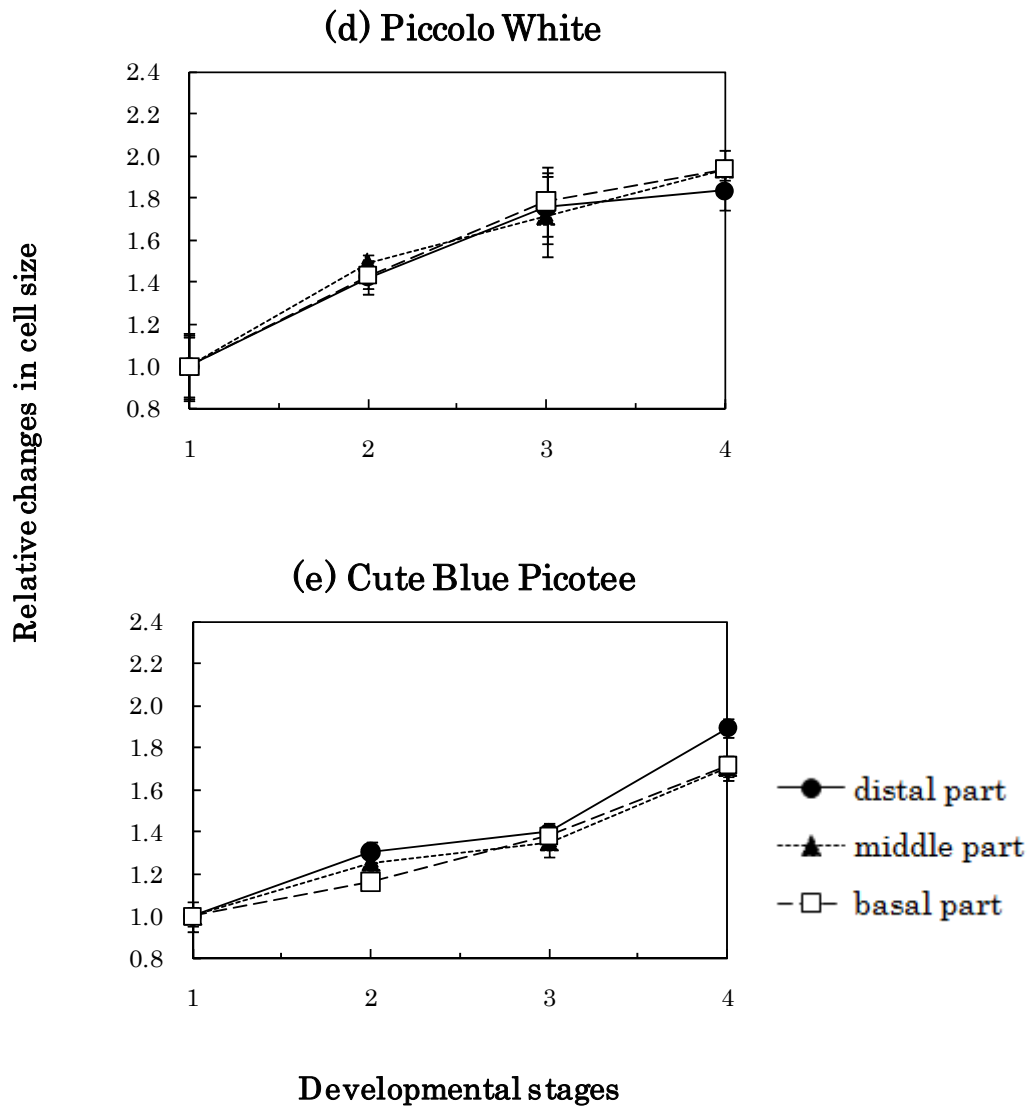 (d) Piccolo White
2.4
2.2
2.0
1.8
1.6
1.4
1.2
1.0
0.8
1 2 3 4
Relative changes in cell size
(e) Cute Blue Picotee
2.4
2.2
2.0
1.8
1.6
1.4
1.2
1.0
0.8
1 2 3 4
distal part
middle part
basal part
Developmental stages